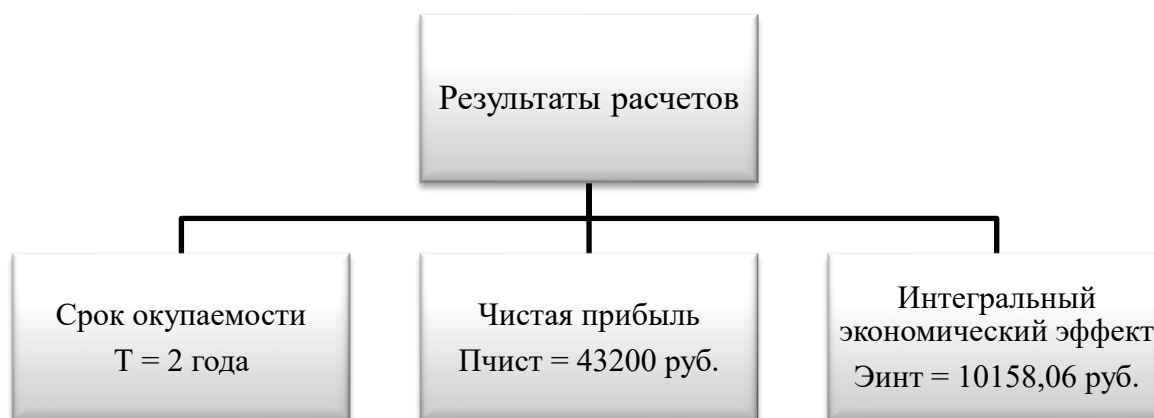 Результаты расчетов
Срок окупаемости
T = 2 года
Чистая прибыль
Пчист = 43200 руб.
Интегральный
экономический эффект
Эинт = 10158,06 руб.